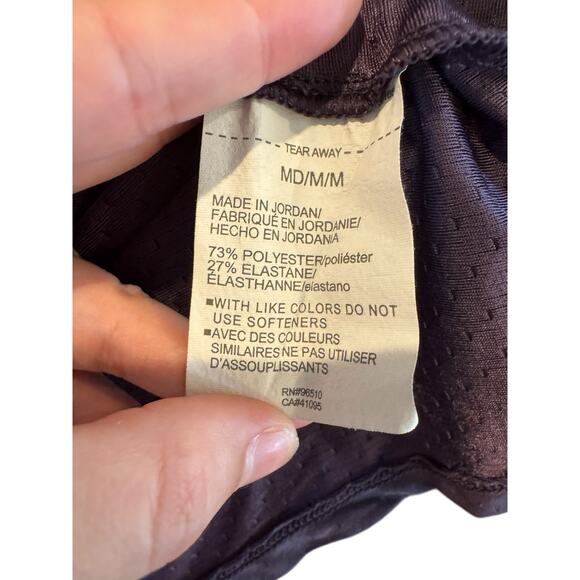 TEAR AWAY
MD/M/M
MADE IN JORDAN/
FABRIQUÉ EN JORDANIE/
HECHO EN JORDANIA
73% POLYESTER/poliéster
27% ELASTANE/
ÉLASTHANNE/elastano
▪WITH LIKE COLORS DO NOT
USE SOFTENERS
▪AVEC DES COULEURS
SIMILAIRES NE PAS UTILISER
D'ASSOUPLISSANTS
RN#96510
CA#41095